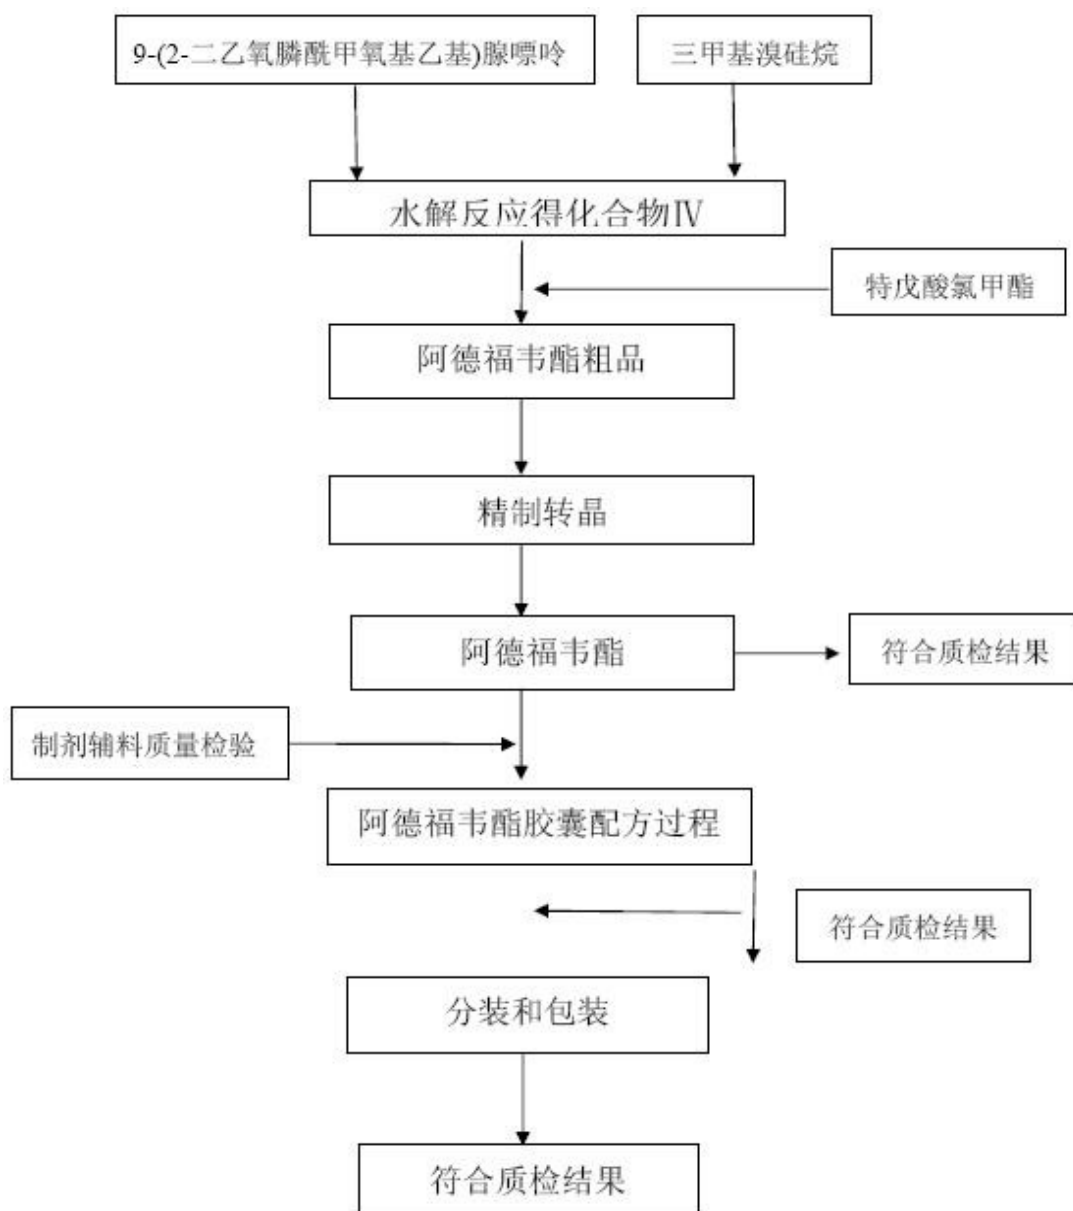 9-(2-二乙氧膦酰甲氧基乙基)腺嘌呤
三甲基溴硅烷
水解反应得化合物Ⅳ
特戊酸氯甲酯
阿德福韦酯粗品
精制转晶
阿德福韦酯
符合质检结果
制剂辅料质量检验
阿德福韦酯胶囊配方过程
符合质检结果
分装和包装
符合质检结果